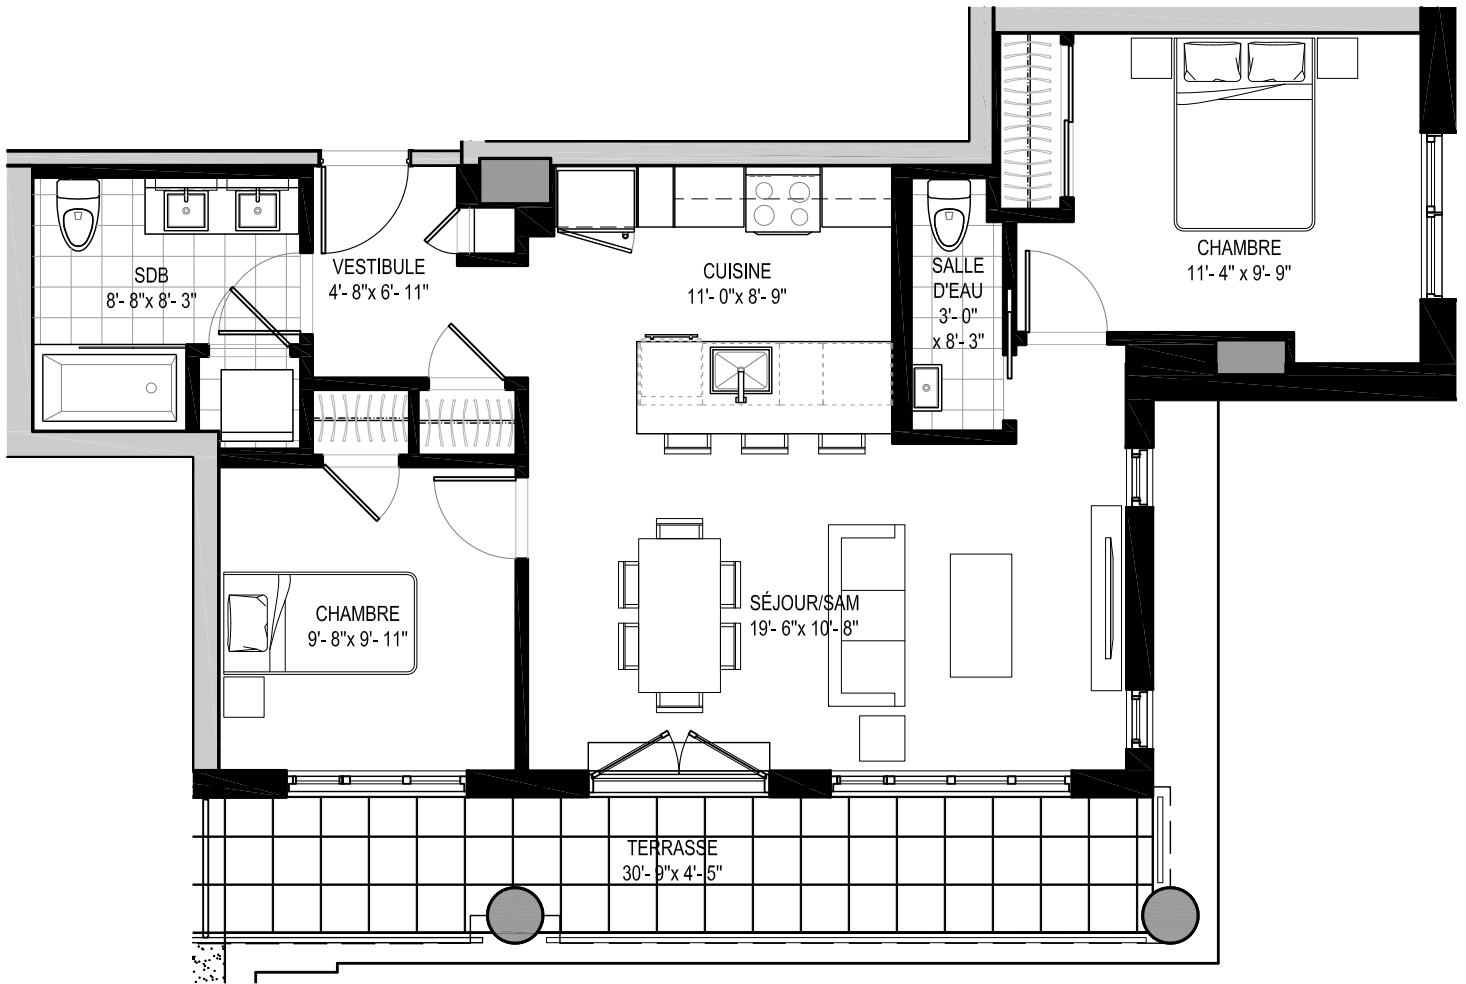 CHAMBRE
11'- 4" x 9'- 9"
SDB
8'- 8"x 8'- 3"
VESTIBULE
4'- 8"x 6'- 11"
CUISINE
11'- 0"x 8'- 9"
SALLE
D'EAU
3'- 0"
x 8'- 3"
CHAMBRE
9'- 8"x 9'- 11"
SÉJOUR/SAM
19'- 6"x 10'- 8"
TERRASSE
30'- 9"x 4'- 5"